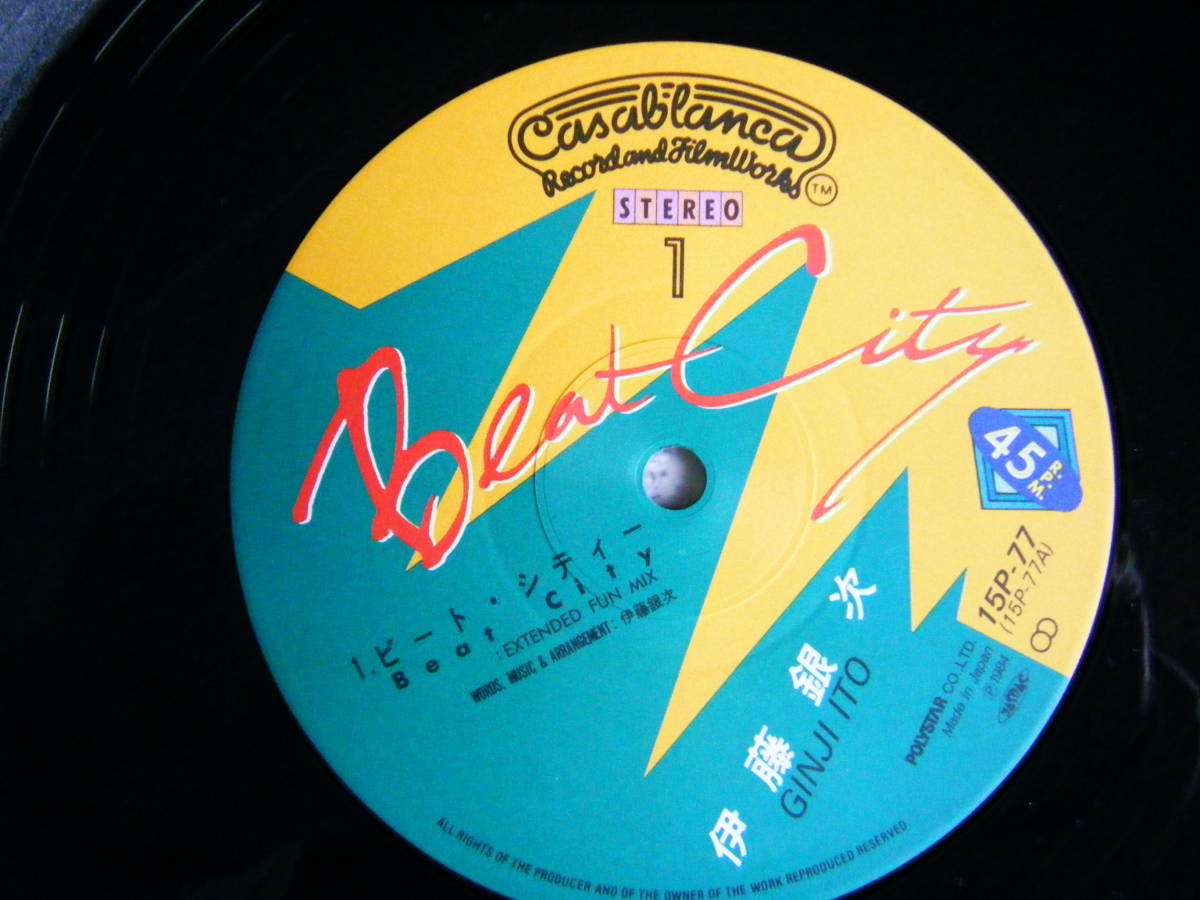 Casablanca
Record and FilmWorks
TM
STEREO
1
Beat City
45
R.P.M.
15P-77
(15P-77A)
1.ビート・シティー
Beat City
:EXTENDED FUN MIX
WORDS, MUSIC & ARRANGEMENT: 伊藤銀次
伊藤銀次
GINJI ITO
POLYSTAR CO., LTD.
Made in Japan
℗1984
ALL RIGHTS OF THE PRODUCER AND OF THE OWNER OF THE WORK REPRODUCED RESERVED.